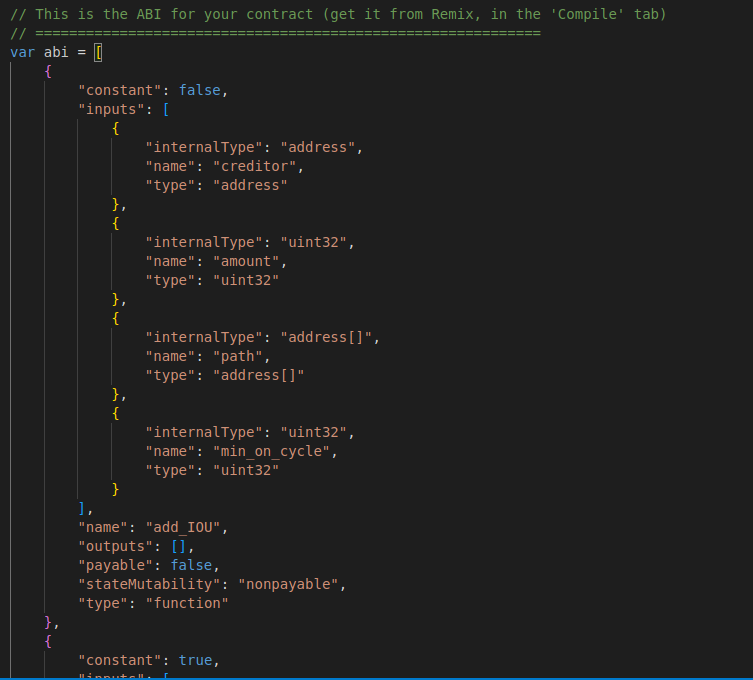 // This is the ABI for your contract (get it from Remix, in the 'Compile' tab)
// ============================================================
var abi = [
    {
        "constant": false,
        "inputs": [
            {
                "internalType": "address",
                "name": "creditor",
                "type": "address"
            },
            {
                "internalType": "uint32",
                "name": "amount",
                "type": "uint32"
            },
            {
                "internalType": "address[]",
                "name": "path",
                "type": "address[]"
            },
            {
                "internalType": "uint32",
                "name": "min_on_cycle",
                "type": "uint32"
            }
        ],
        "name": "add_IOU",
        "outputs": [],
        "payable": false,
        "stateMutability": "nonpayable",
        "type": "function"
    },
    {
        "constant": true,
        "inputs": [